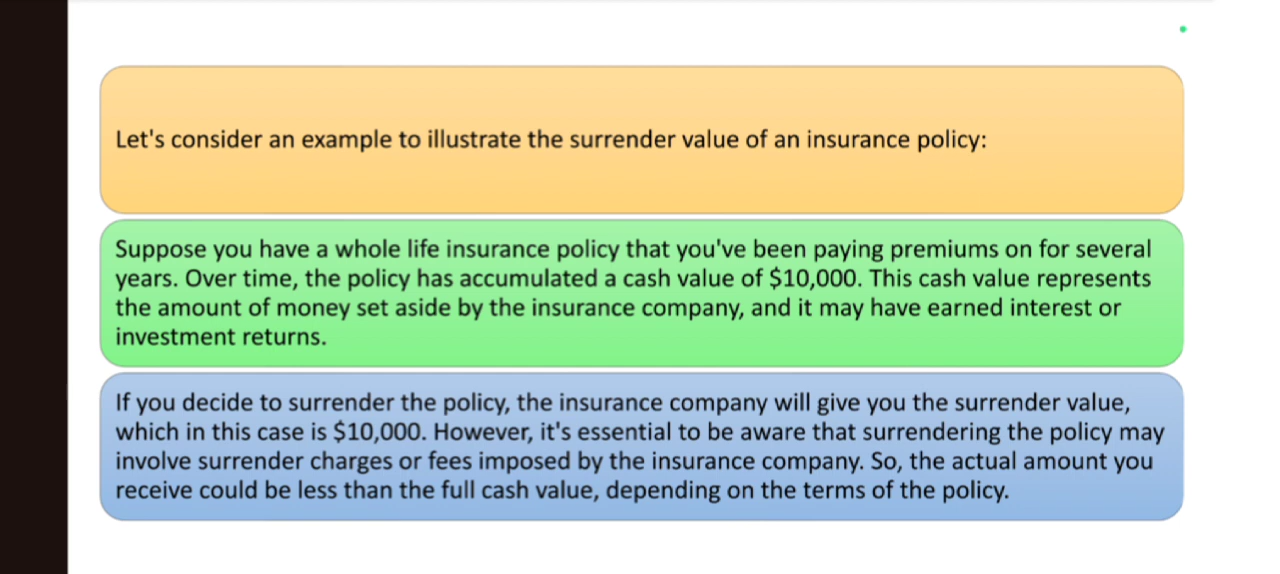 Let's consider an example to illustrate the surrender value of an insurance policy:
Suppose you have a whole life insurance policy that you've been paying premiums on for several
years. Over time, the policy has accumulated a cash value of $10,000. This cash value represents
the amount of money set aside by the insurance company, and it may have earned interest or
investment returns.
If you decide to surrender the policy, the insurance company will give you the surrender value,
which in this case is $10,000. However, it's essential to be aware that surrendering the policy may
involve surrender charges or fees imposed by the insurance company. So, the actual amount you
receive could be less than the full cash value, depending on the terms of the policy.